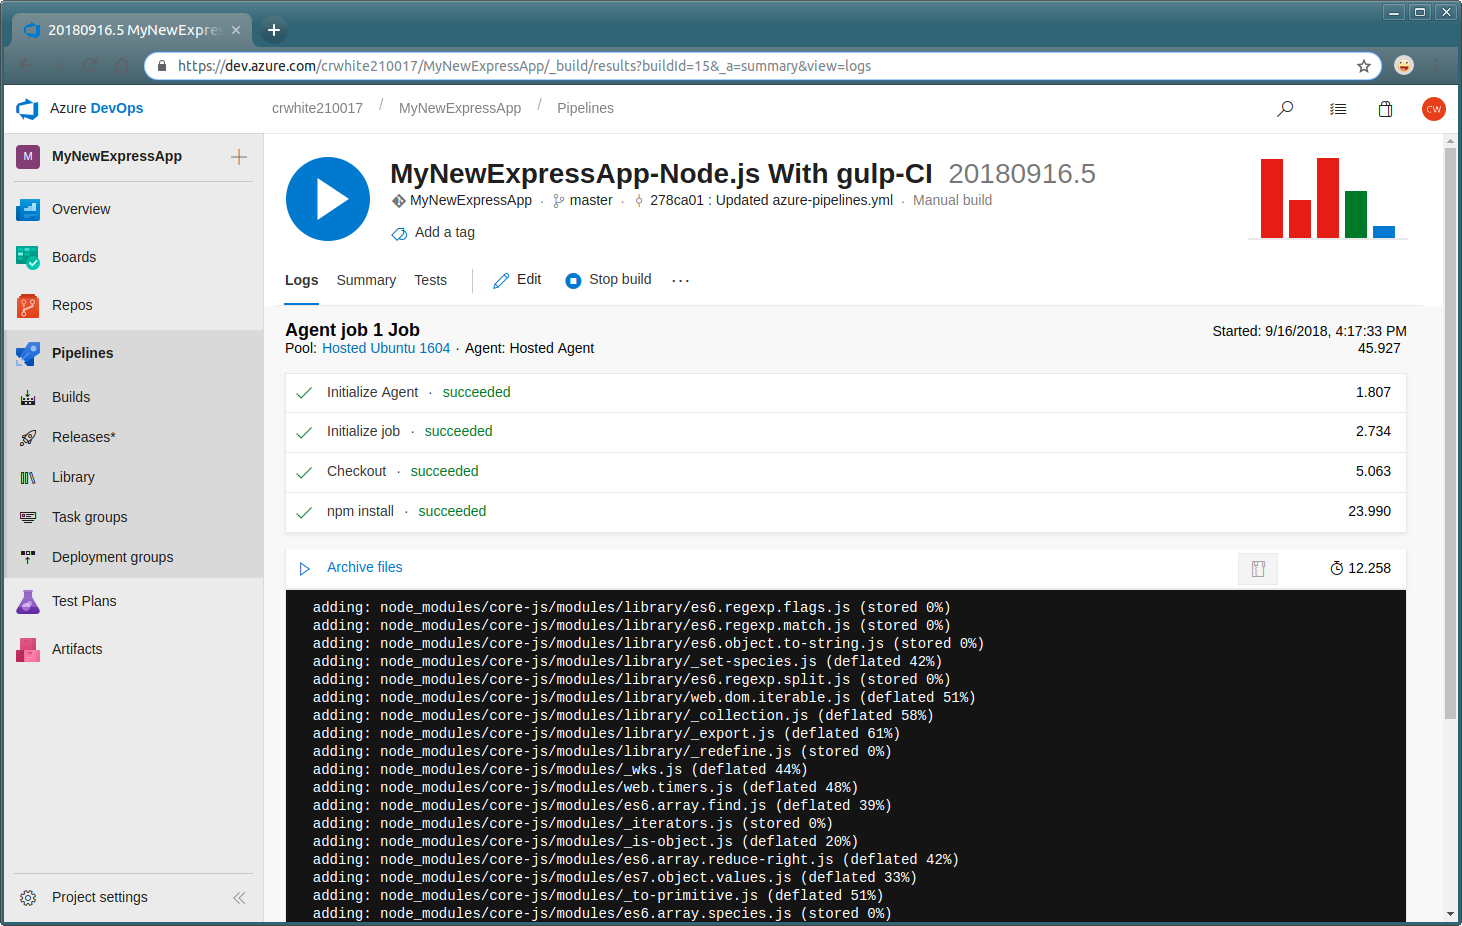 20180916.5 MyNewExpre
https://dev.azure.com/crwhite210017/MyNewExpressApp/_build/results?buildId=15&_a=summary&view=logs
Azure DevOps
crwhite210017 / MyNewExpressApp / Pipelines
CW
M MyNewExpressApp
Overview
Boards
Repos
Pipelines
Builds
Releases*
Library
Task groups
Deployment groups
Test Plans
Artifacts
Project settings
MyNewExpressApp-Node.js With gulp-CI 20180916.5
MyNewExpressApp · master · 278ca01 : Updated azure-pipelines.yml · Manual build
Add a tag
Logs Summary Tests Edit Stop build ...
Agent job 1 Job
Started: 9/16/2018, 4:17:33 PM
Pool: Hosted Ubuntu 1604 · Agent: Hosted Agent
45.927
Initialize Agent · succeeded 1.807
Initialize job · succeeded 2.734
Checkout · succeeded 5.063
npm install · succeeded 23.990
Archive files 12.258
adding: node_modules/core-js/modules/library/es6.regexp.flags.js (stored 0%)
adding: node_modules/core-js/modules/library/es6.regexp.match.js (stored 0%)
adding: node_modules/core-js/modules/library/es6.object.to-string.js (stored 0%)
adding: node_modules/core-js/modules/library/_set-species.js (deflated 42%)
adding: node_modules/core-js/modules/library/es6.regexp.split.js (stored 0%)
adding: node_modules/core-js/modules/library/web.dom.iterable.js (deflated 51%)
adding: node_modules/core-js/modules/library/_collection.js (deflated 58%)
adding: node_modules/core-js/modules/library/_export.js (deflated 61%)
adding: node_modules/core-js/modules/library/_redefine.js (stored 0%)
adding: node_modules/core-js/modules/_wks.js (deflated 44%)
adding: node_modules/core-js/modules/web.timers.js (deflated 48%)
adding: node_modules/core-js/modules/es6.array.find.js (deflated 39%)
adding: node_modules/core-js/modules/_iterators.js (stored 0%)
adding: node_modules/core-js/modules/_is-object.js (deflated 20%)
adding: node_modules/core-js/modules/es6.array.reduce-right.js (deflated 42%)
adding: node_modules/core-js/modules/es7.object.values.js (deflated 33%)
adding: node_modules/core-js/modules/_to-primitive.js (deflated 51%)
adding: node_modules/core-js/modules/es6.array.species.js (stored 0%)